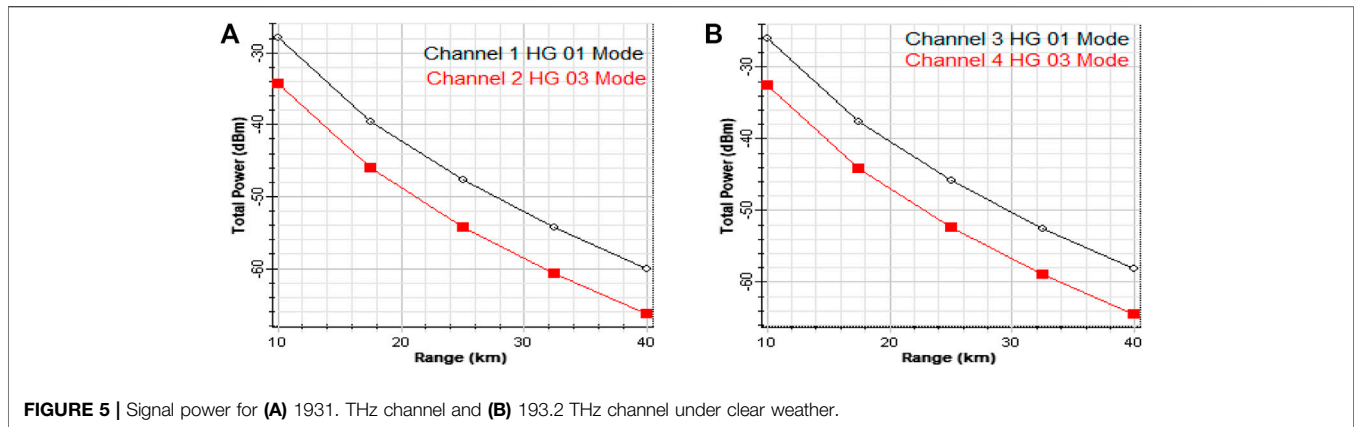 A
Channel 1 HG 01 Mode
Channel 2 HG 03 Mode
Total Power (dBm)
-30
-40
-50
-60
10
20
30
40
Range (km)
B
Channel 3 HG 01 Mode
Channel 4 HG 03 Mode
Total Power (dBm)
-30
-40
-50
-60
10
20
30
40
Range (km)
FIGURE 5 | Signal power for (A) 1931. THz channel and (B) 193.2 THz channel under clear weather.